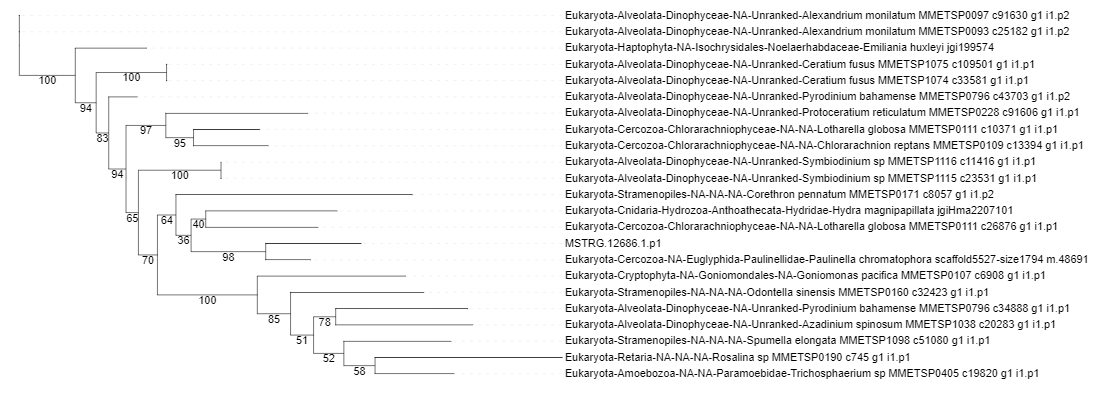 Eukaryota-Alveolata-Dinophyceae-NA-Unranked-Alexandrium monilatum MMETSP0097 c91630 g1 i1.p2
Eukaryota-Alveolata-Dinophyceae-NA-Unranked-Alexandrium monilatum MMETSP0093 c25182 g1 i1.p2
Eukaryota-Haptophyta-NA-Isochrysidales-Noelaerhabdaceae-Emiliania huxleyi jgi199574
100
100
Eukaryota-Alveolata-Dinophyceae-NA-Unranked-Ceratium fusus MMETSP1075 c109501 g1 i1.p1
Eukaryota-Alveolata-Dinophyceae-NA-Unranked-Ceratium fusus MMETSP1074 c33581 g1 i1.p1
94
Eukaryota-Alveolata-Dinophyceae-NA-Unranked-Pyrodinium bahamense MMETSP0796 c43703 g1 i1.p2
Eukaryota-Alveolata-Dinophyceae-NA-Unranked-Protoceratium reticulatum MMETSP0228 c91606 g1 i1.p1
83
97
Eukaryota-Cercozoa-Chlorarachniophyceae-NA-NA-Lotharella globosa MMETSP0111 c10371 g1 i1.p1
95
Eukaryota-Cercozoa-Chlorarachniophyceae-NA-NA-Chlorarachnion reptans MMETSP0109 c13394 g1 i1.p1
Eukaryota-Alveolata-Dinophyceae-NA-Unranked-Symbiodinium sp MMETSP1116 c11416 g1 i1.p1
94
100
Eukaryota-Alveolata-Dinophyceae-NA-Unranked-Symbiodinium sp MMETSP1115 c23531 g1 i1.p1
Eukaryota-Stramenopiles-NA-NA-NA-Corethron pennatum MMETSP0171 c8057 g1 i1.p2
Eukaryota-Cnidaria-Hydrozoa-Anthoathecata-Hydridae-Hydra magnipapillata jgiHma2207101
65
64
40
Eukaryota-Cercozoa-Chlorarachniophyceae-NA-NA-Lotharella globosa MMETSP0111 c26876 g1 i1.p1
36
MSTRG.12686.1.p1
70
98
Eukaryota-Cercozoa-NA-Euglyphida-Paulinellidae-Paulinella chromatophora scaffold5527-size1794 m.48691
Eukaryota-Cryptophyta-NA-Goniomondales-NA-Goniomonas pacifica MMETSP0107 c6908 g1 i1.p1
100
Eukaryota-Stramenopiles-NA-NA-NA-Odontella sinensis MMETSP0160 c32423 g1 i1.p1
Eukaryota-Alveolata-Dinophyceae-NA-Unranked-Pyrodinium bahamense MMETSP0796 c34888 g1 i1.p1
85
78
Eukaryota-Alveolata-Dinophyceae-NA-Unranked-Azadinium spinosum MMETSP1038 c20283 g1 i1.p1
51
Eukaryota-Stramenopiles-NA-NA-NA-Spumella elongata MMETSP1098 c51080 g1 i1.p1
52
Eukaryota-Retaria-NA-NA-NA-Rosalina sp MMETSP0190 c745 g1 i1.p1
58
Eukaryota-Amoebozoa-NA-NA-Paramoebidae-Trichosphaerium sp MMETSP0405 c19820 g1 i1.p1